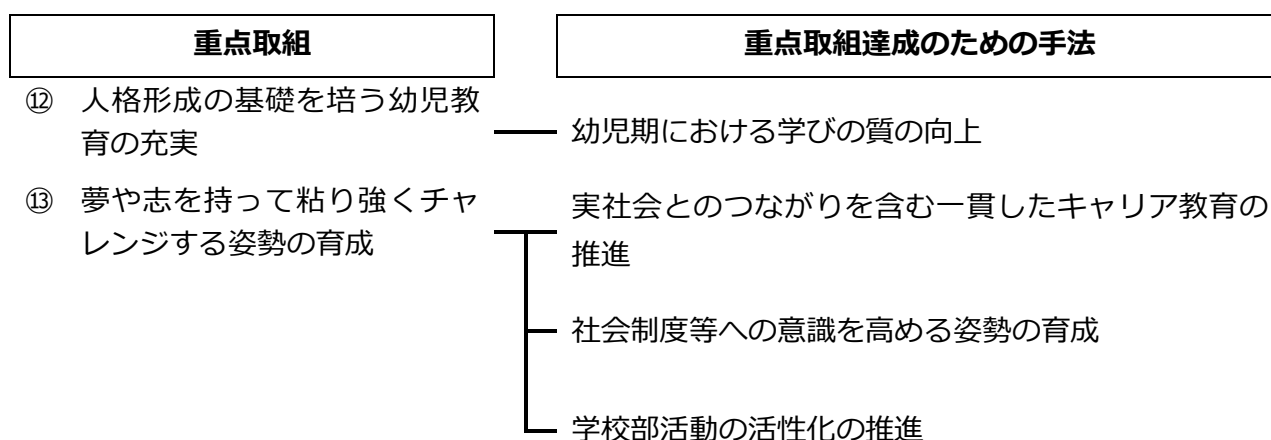 重点取組
重点取組達成のための手法
⑫ 人格形成の基礎を培う幼児教
育の充実
幼児期における学びの質の向上
⑬ 夢や志を持って粘り強くチャ
レンジする姿勢の育成
実社会とのつながりを含む一貫したキャリア教育の
推進
社会制度等への意識を高める姿勢の育成
学校部活動の活性化の推進